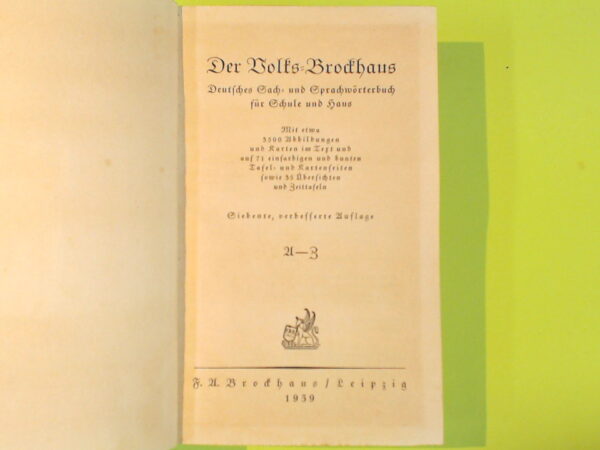 Der Volks-Brockhaus
Deutsches Sach- und Sprachwörterbuch
für Schule und Haus
Mit etwa
3500 Abbildungen
und Karten im Text und
auf 71 einfarbigen und bunten
Tafel- und Kartenseiten
sowie 35 Übersichten
und Zeittafeln
Siebente, verbesserte Auflage
A—Z
F. A. Brockhaus / Leipzig
1939